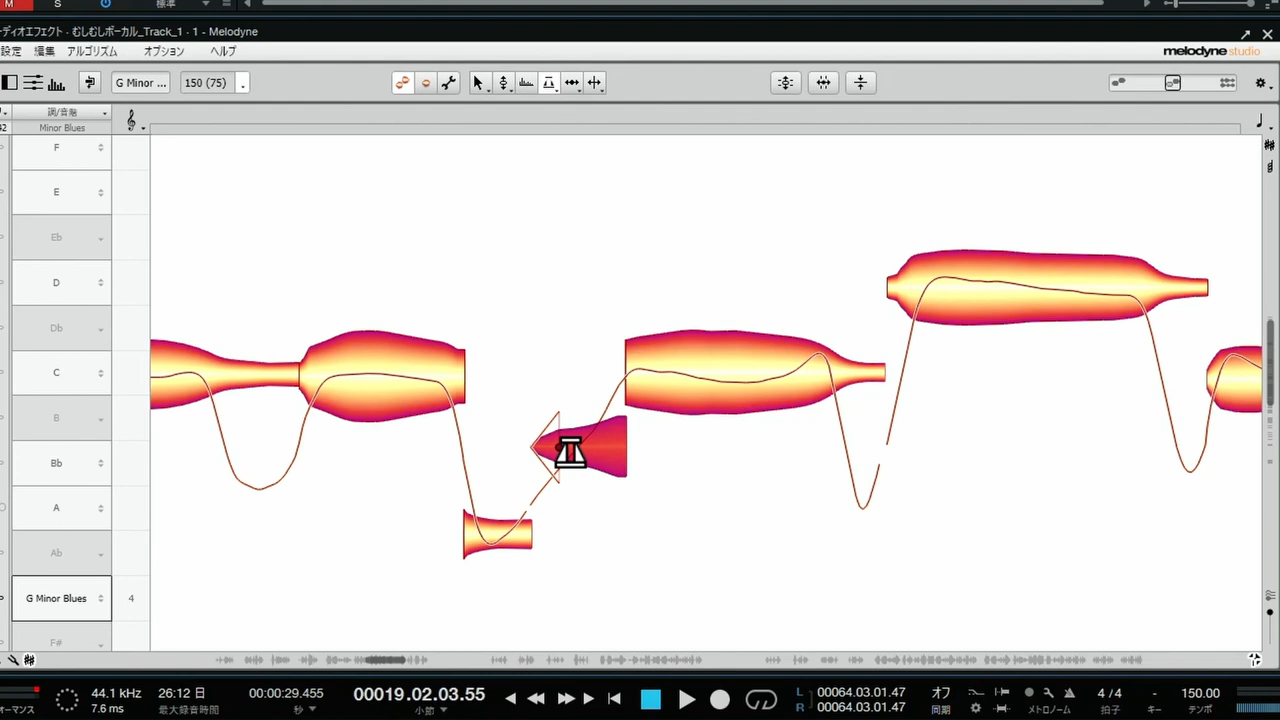 M S 標準
ーディオエフェクト - むしむしボーカル_Track_1 - 1 - Melodyne
設定 編集 アルゴリズム オプション ヘルプ
melodyne studio
G Minor ... 150 (75)
調/音階
42 Minor Blues
F
E
Eb
D
Db
C
B
Bb
A
Ab
G Minor Blues 4
F#
44.1 kHz 26:12 日 00:00:29.455 00019.02.03.55 L 00064.03.01.47 オフ 4 / 4 - 150.00
ーマンス 7.6 ms 最大録音時間 秒 小節 R 00064.03.01.47 同期 メトロノーム 拍子 キー テンポ